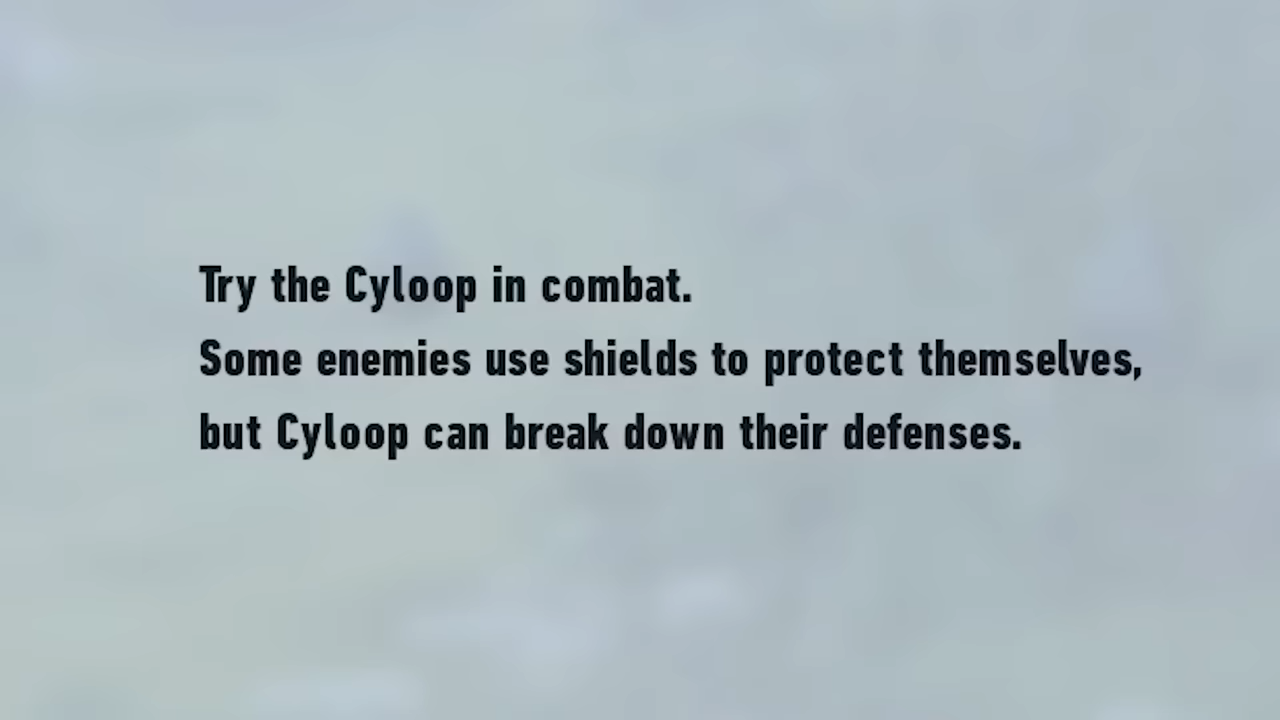 Try the Cyloop in combat.
Some enemies use shields to protect themselves,
but Cyloop can break down their defenses.